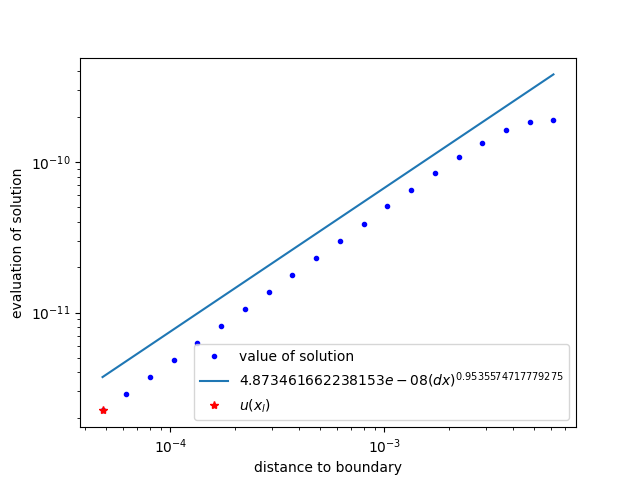 10⁻¹⁰
10⁻¹¹
evaluation of solution
value of solution
4.873461662238153e − 08(dx)^0.9535574717779275
u(x_l)
10⁻⁴ 10⁻³
distance to boundary